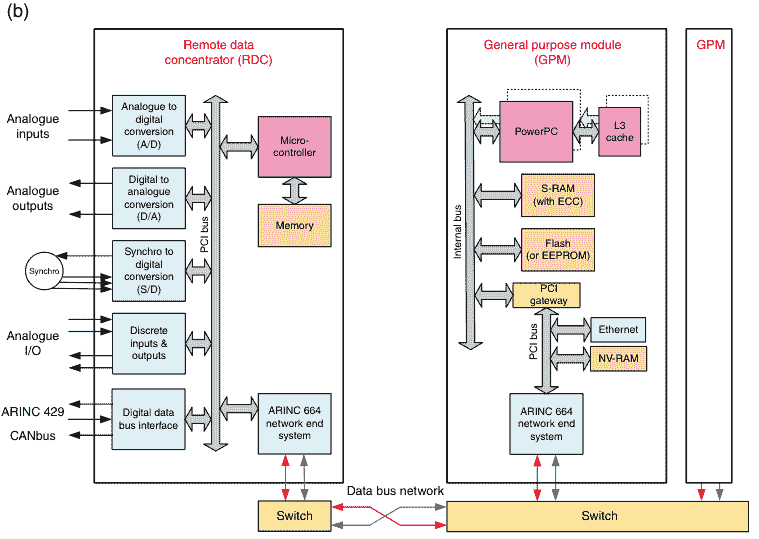 (b)
Remote data
concentrator (RDC)
General purpose module
(GPM)
GPM
Analogue
inputs
Analogue to
digital
conversion
(A/D)
Micro-
controller
PowerPC
L3
cache
Analogue
outputs
Digital to
analogue
conversion
(D/A)
PCI bus
Memory
Internal bus
S-RAM
(with ECC)
Synchro
Synchro to
digital
conversion
(S/D)
Flash
(or EEPROM)
PCI
gateway
Analogue
I/O
Discrete
inputs &
outputs
PCI bus
Ethernet
NV-RAM
ARINC 429
CANbus
Digital data
bus interface
ARINC 664
network end
system
ARINC 664
network end
system
Data bus network
Switch
Switch